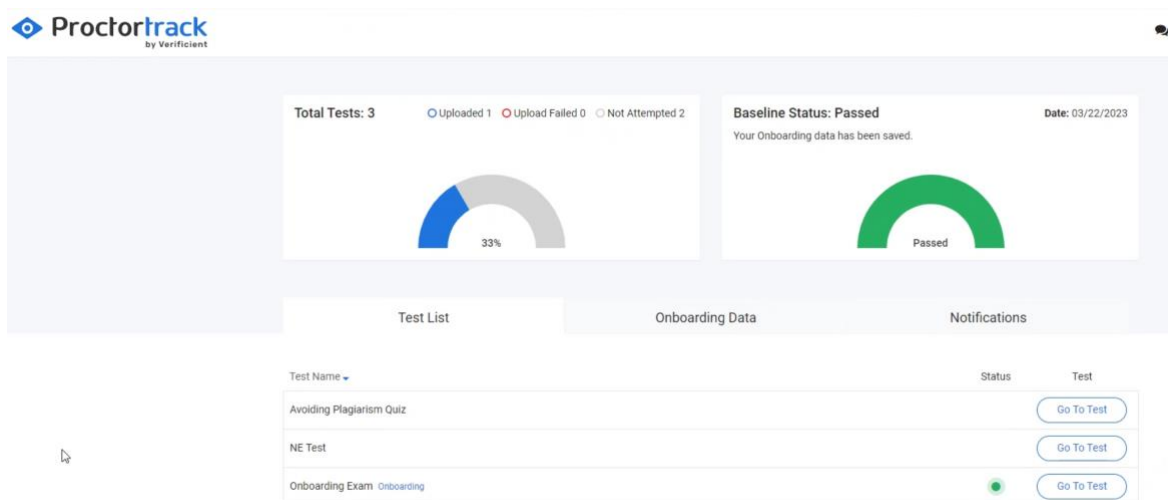 Proctortrack
by Verificient
Total Tests: 3
Uploaded 1 Upload Failed 0 Not Attempted 2
33%
Baseline Status: Passed Date: 03/22/2023
Your Onboarding data has been saved.
Passed
Test List Onboarding Data Notifications
Test Name Status Test
Avoiding Plagiarism Quiz Go To Test
NE Test Go To Test
Onboarding Exam Onboarding Go To Test